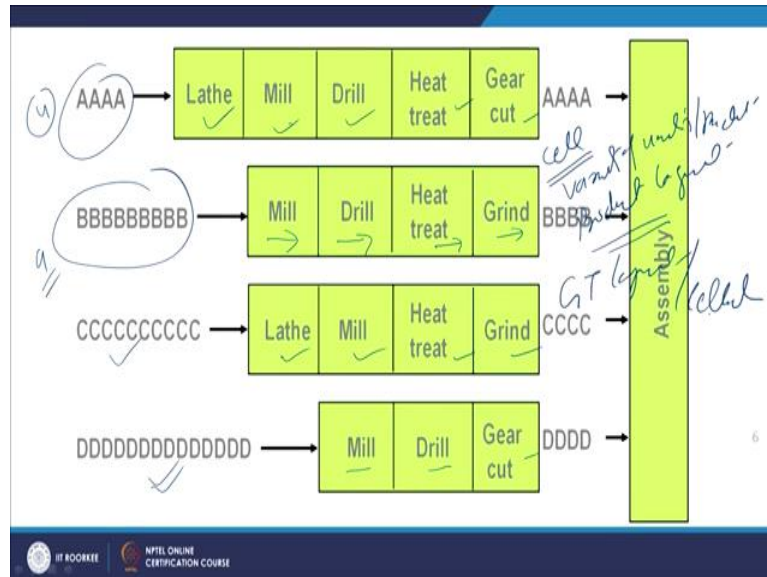 4
AAAA
Lathe
Mill
Drill
Heat
treat
Gear
cut
AAAA
cell
BBBBBBBBB
Mill
Drill
Heat
treat
Grind
BBBB
9
CCCCCCCCCC
Lathe
Mill
Heat
treat
Grind
CCCC
GT
DDDDDDDDDDDDDD
Mill
Drill
Gear
cut
DDDD
Assembly
6
IIT ROORKEE
NPTEL ONLINE
CERTIFICATION COURSE